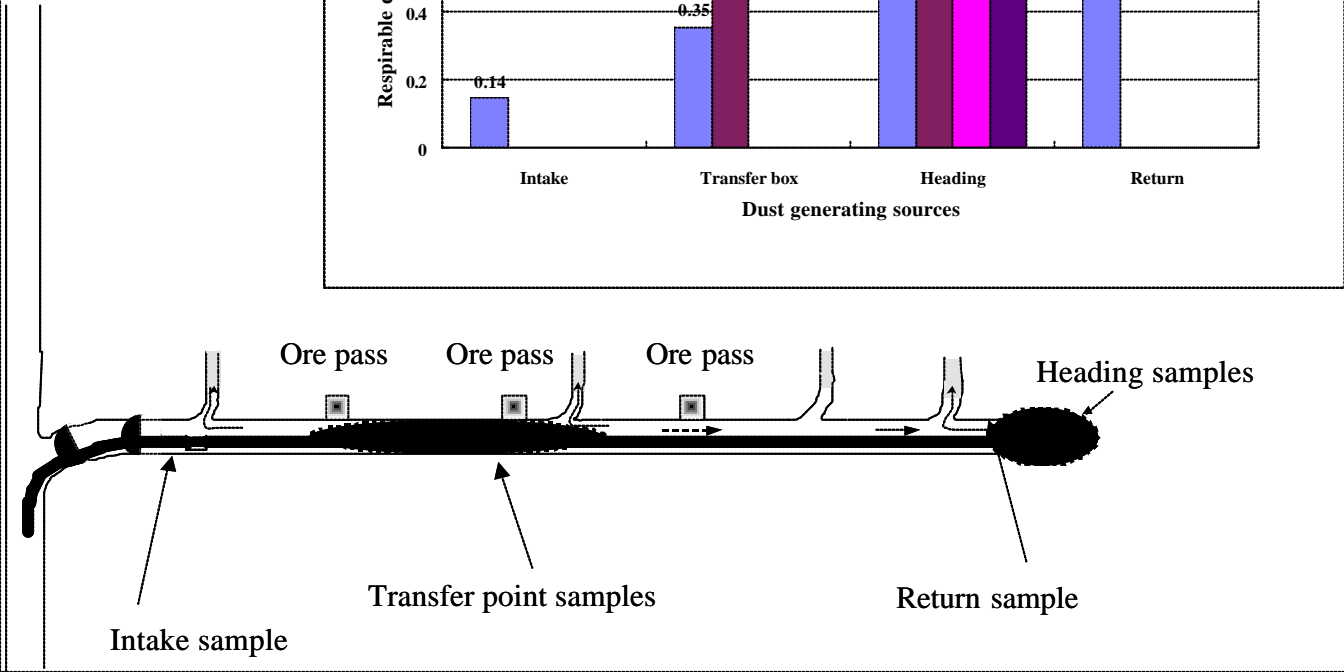 0.4
0.35
Respirable
0.2
0.14
0
Intake Transfer box Heading Return
Dust generating sources
Ore pass Ore pass Ore pass
Heading samples
Transfer point samples
Return sample
Intake sample